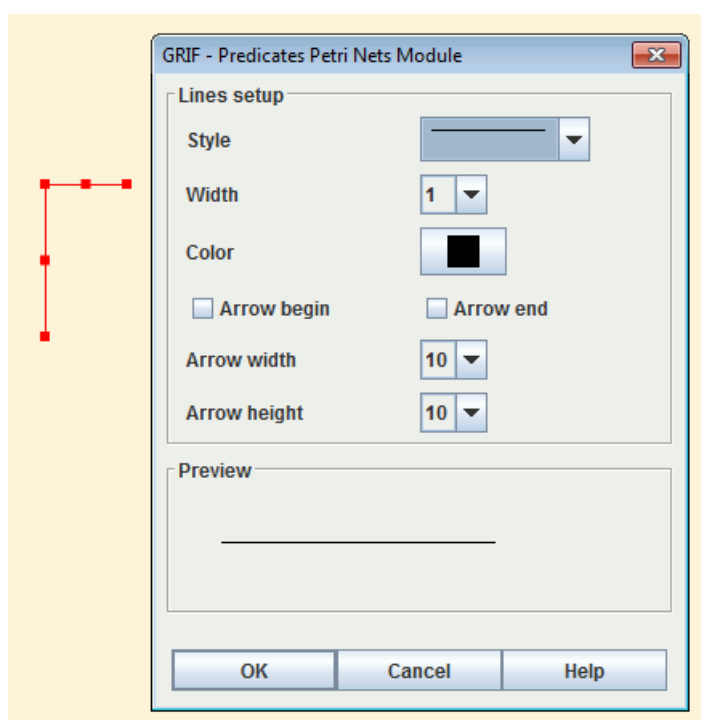 GRIF - Predicates Petri Nets Module
Lines setup
Style
Width 1
Color
Arrow begin Arrow end
Arrow width 10
Arrow height 10
Preview
OK Cancel Help